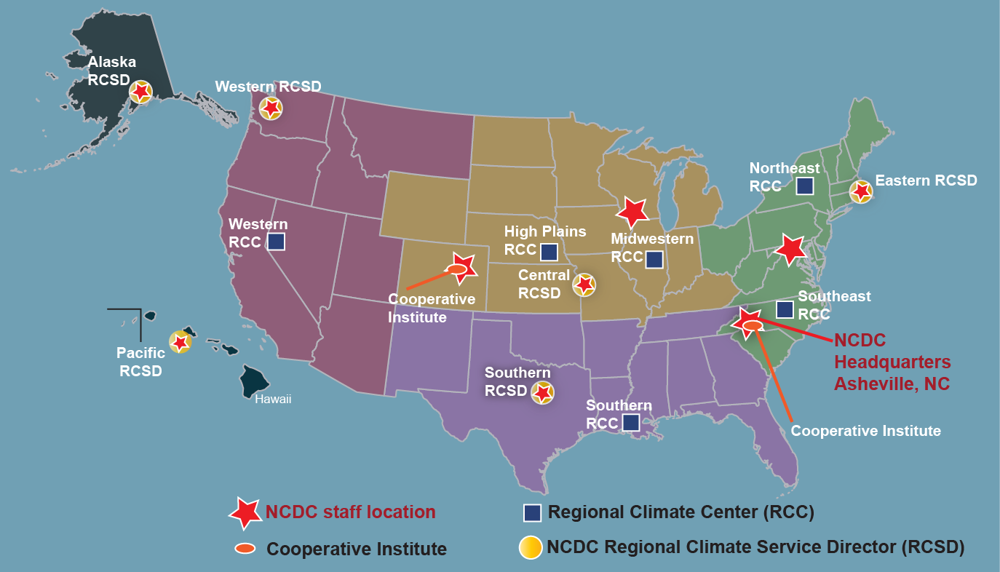 Alaska
RCSD
Western RCSD
Northeast
RCC
Eastern RCSD
Western
RCC
High Plains
RCC
Midwestern
RCC
Central
RCSD
Cooperative
Institute
Southeast
RCC
NCDC
Headquarters
Asheville, NC
Pacific
RCSD
Hawaii
Southern
RCSD
Southern
RCC
Cooperative Institute
NCDC staff location
Regional Climate Center (RCC)
Cooperative Institute
NCDC Regional Climate Service Director (RCSD)